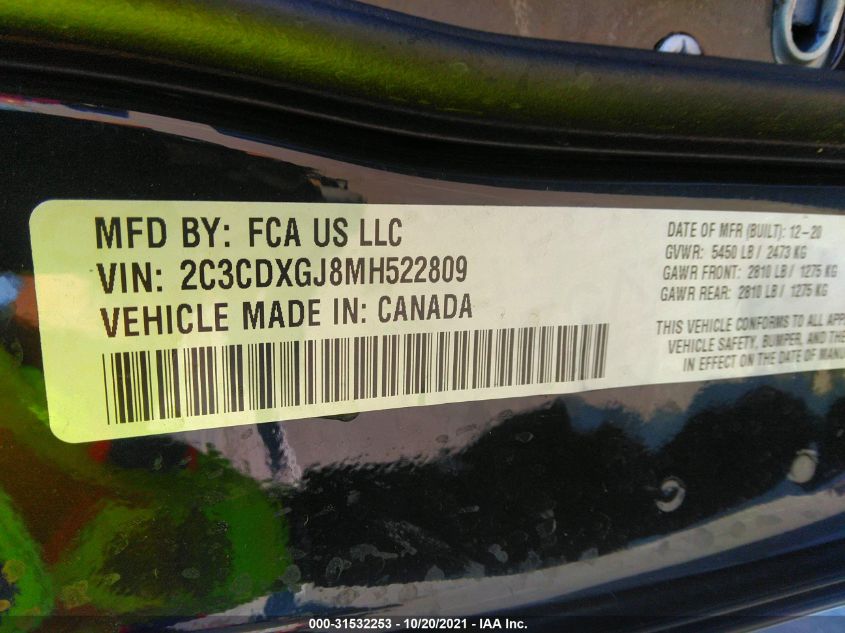 MFD BY: FCA US LLC
VIN: 2C3CDXGJ8MH522809
VEHICLE MADE IN: CANADA
DATE OF MFR (BUILT): 12-20
GVWR: 5450 LB / 2473 KG
GAWR FRONT: 2810 LB / 1275 KG
GAWR REAR: 2810 LB / 1275 KG
THIS VEHICLE CONFORMS TO ALL APP
VEHICLE SAFETY, BUMPER, AND THE
IN EFFECT ON THE DATE OF MANU
000-31532253 - 10/20/2021 - IAA Inc.